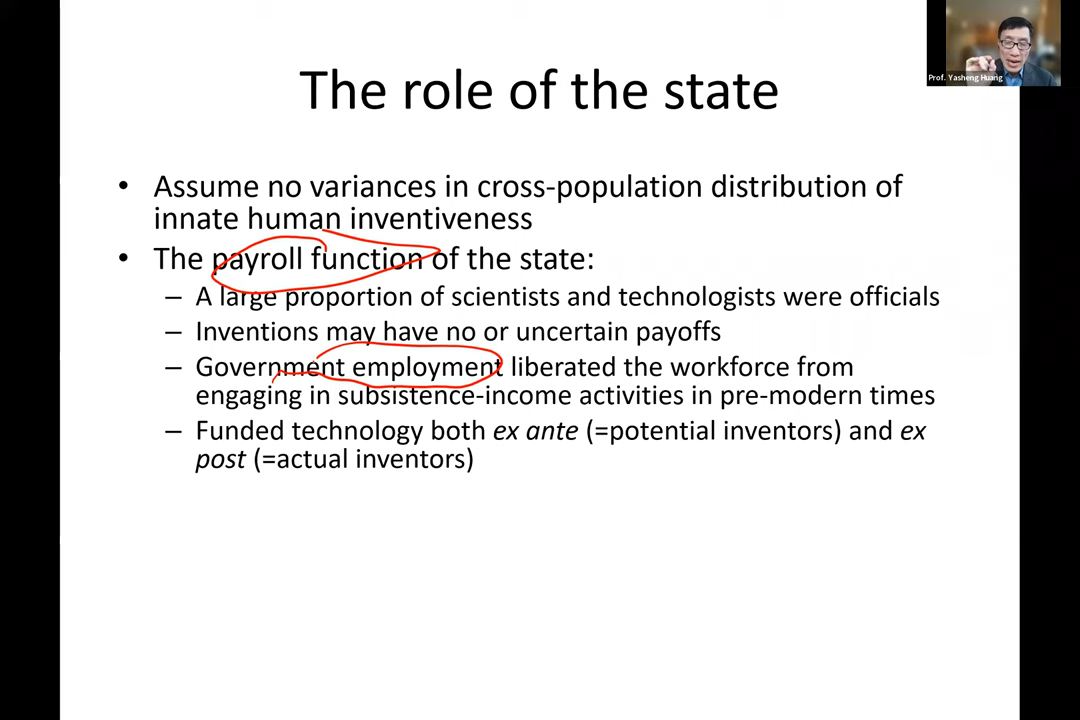 Prof. Yasheng Huang
The role of the state
• Assume no variances in cross-population distribution of
innate human inventiveness
• The payroll function of the state:
– A large proportion of scientists and technologists were officials
– Inventions may have no or uncertain payoffs
– Government employment liberated the workforce from
engaging in subsistence-income activities in pre-modern times
– Funded technology both ex ante (=potential inventors) and ex
post (=actual inventors)